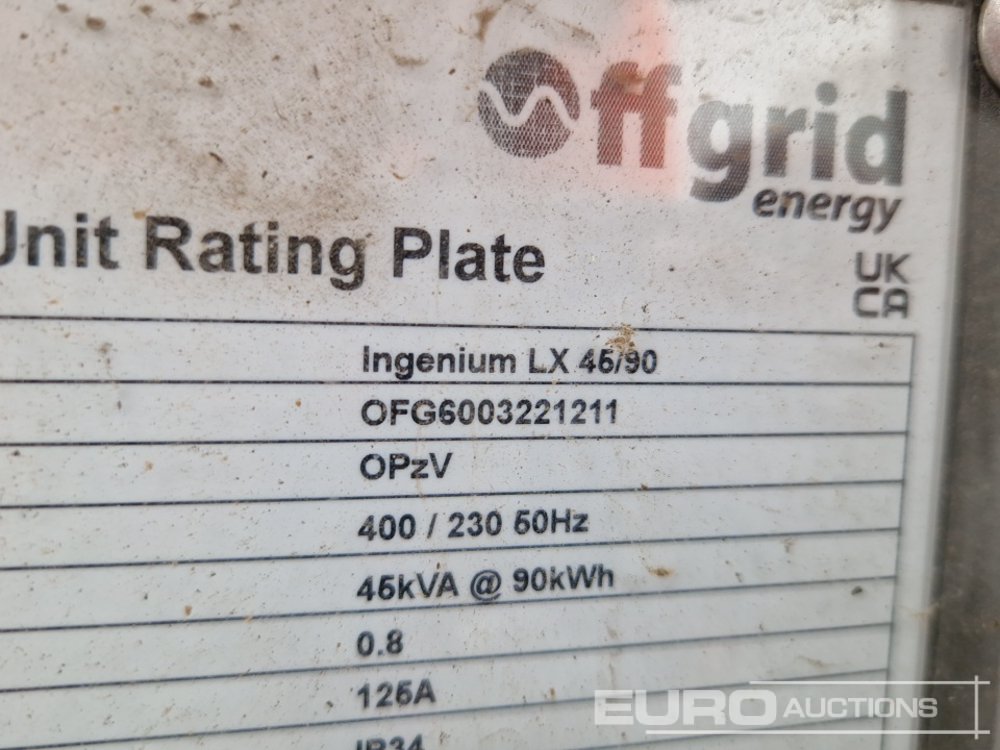 Offgrid
energy
Unit Rating Plate
UK
CA
Ingenium LX 45/90
OFG6003221211
OPzV
400 / 230 50Hz
45kVA @ 90kWh
0.8
125A
IP34
EURO AUCTIONS